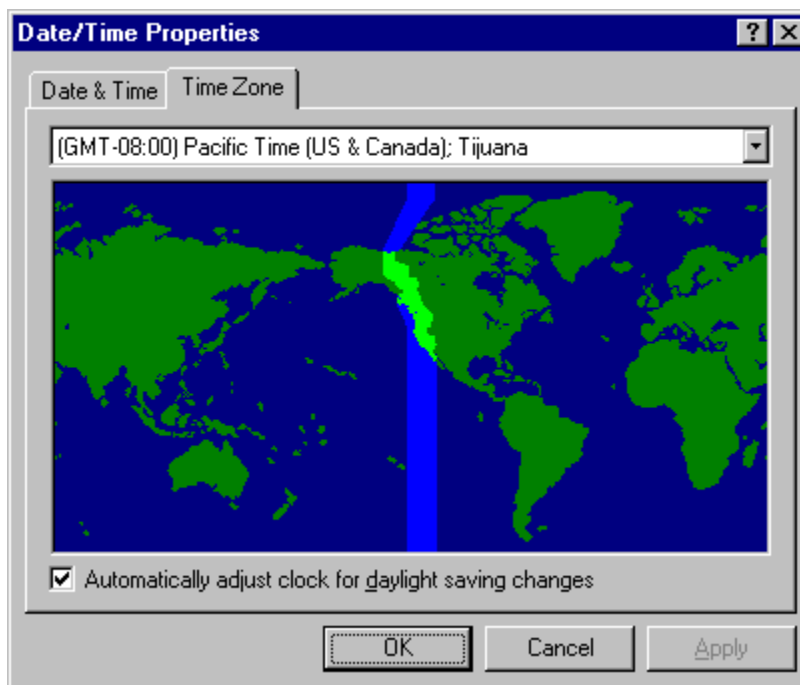 Date/Time Properties
Date & Time
Time Zone
(GMT-08:00) Pacific Time (US & Canada); Tijuana
Automatically adjust clock for daylight saving changes
OK
Cancel
Apply